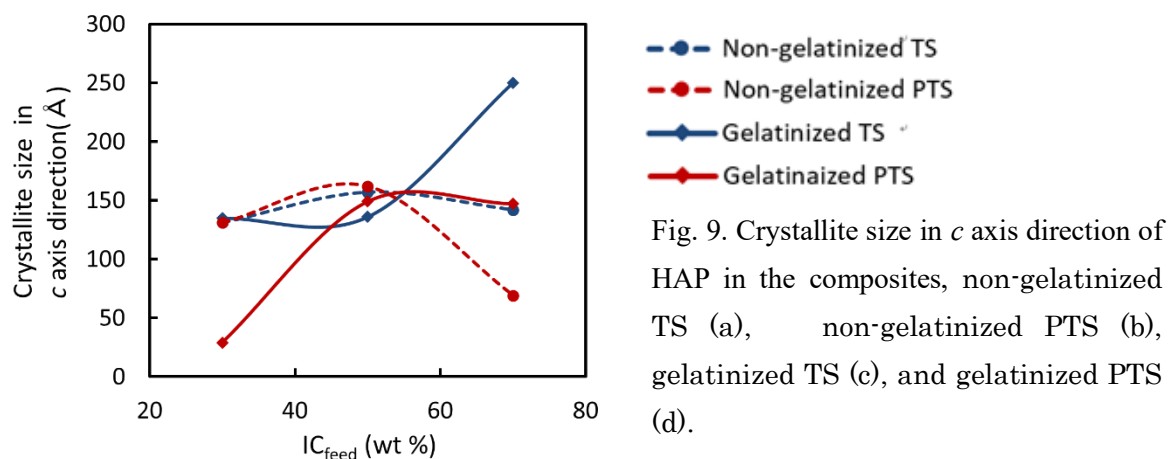 300
250
200
150
100
50
0
20
40
60
80
Crystallite size in
c axis direction( Å )
IC_feed (wt %)
Non-gelatinized TS
Non-gelatinized PTS
Gelatinized TS
Gelatinaized PTS
Fig. 9. Crystallite size in c axis direction of
HAP in the composites, non-gelatinized
TS (a), non-gelatinized PTS (b),
gelatinized TS (c), and gelatinized PTS
(d).